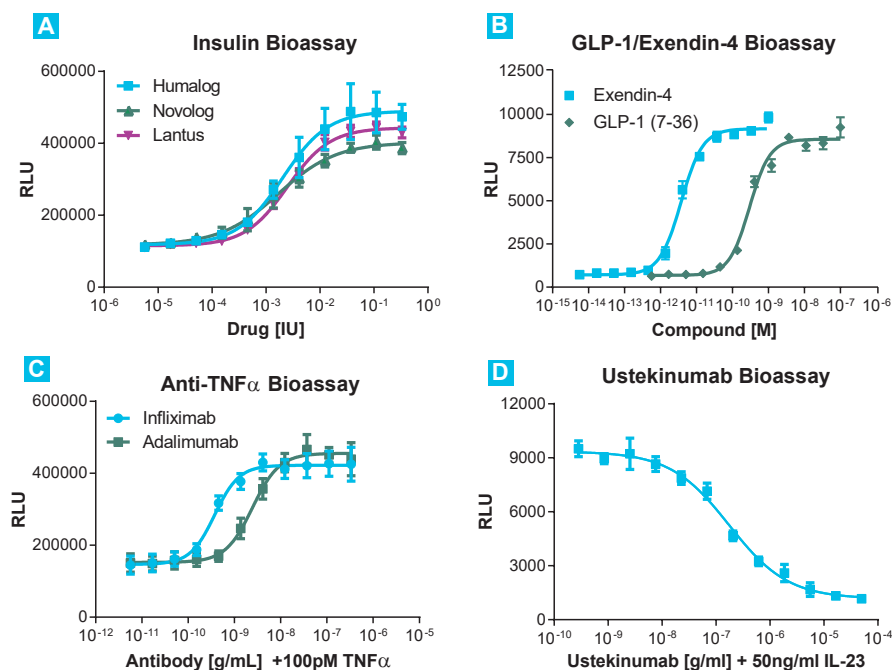 A
Insulin Bioassay
600000
400000
200000
0
RLU
Humalog
Novolog
Lantus
10-6 10-5 10-4 10-3 10-2 10-1 100
Drug [IU]
B
GLP-1/Exendin-4 Bioassay
12500
10000
7500
5000
2500
0
RLU
Exendin-4
GLP-1 (7-36)
10-15 10-14 10-13 10-12 10-11 10-10 10-9 10-8 10-7 10-6
Compound [M]
C
Anti-TNFα Bioassay
600000
400000
200000
0
RLU
Infliximab
Adalimumab
10-12 10-11 10-10 10-9 10-8 10-7 10-6 10-5
Antibody [g/mL] +100pM TNFα
D
Ustekinumab Bioassay
12000
9000
6000
3000
0
RLU
10-10 10-9 10-8 10-7 10-6 10-5 10-4
Ustekinumab [g/ml] + 50ng/ml IL-23